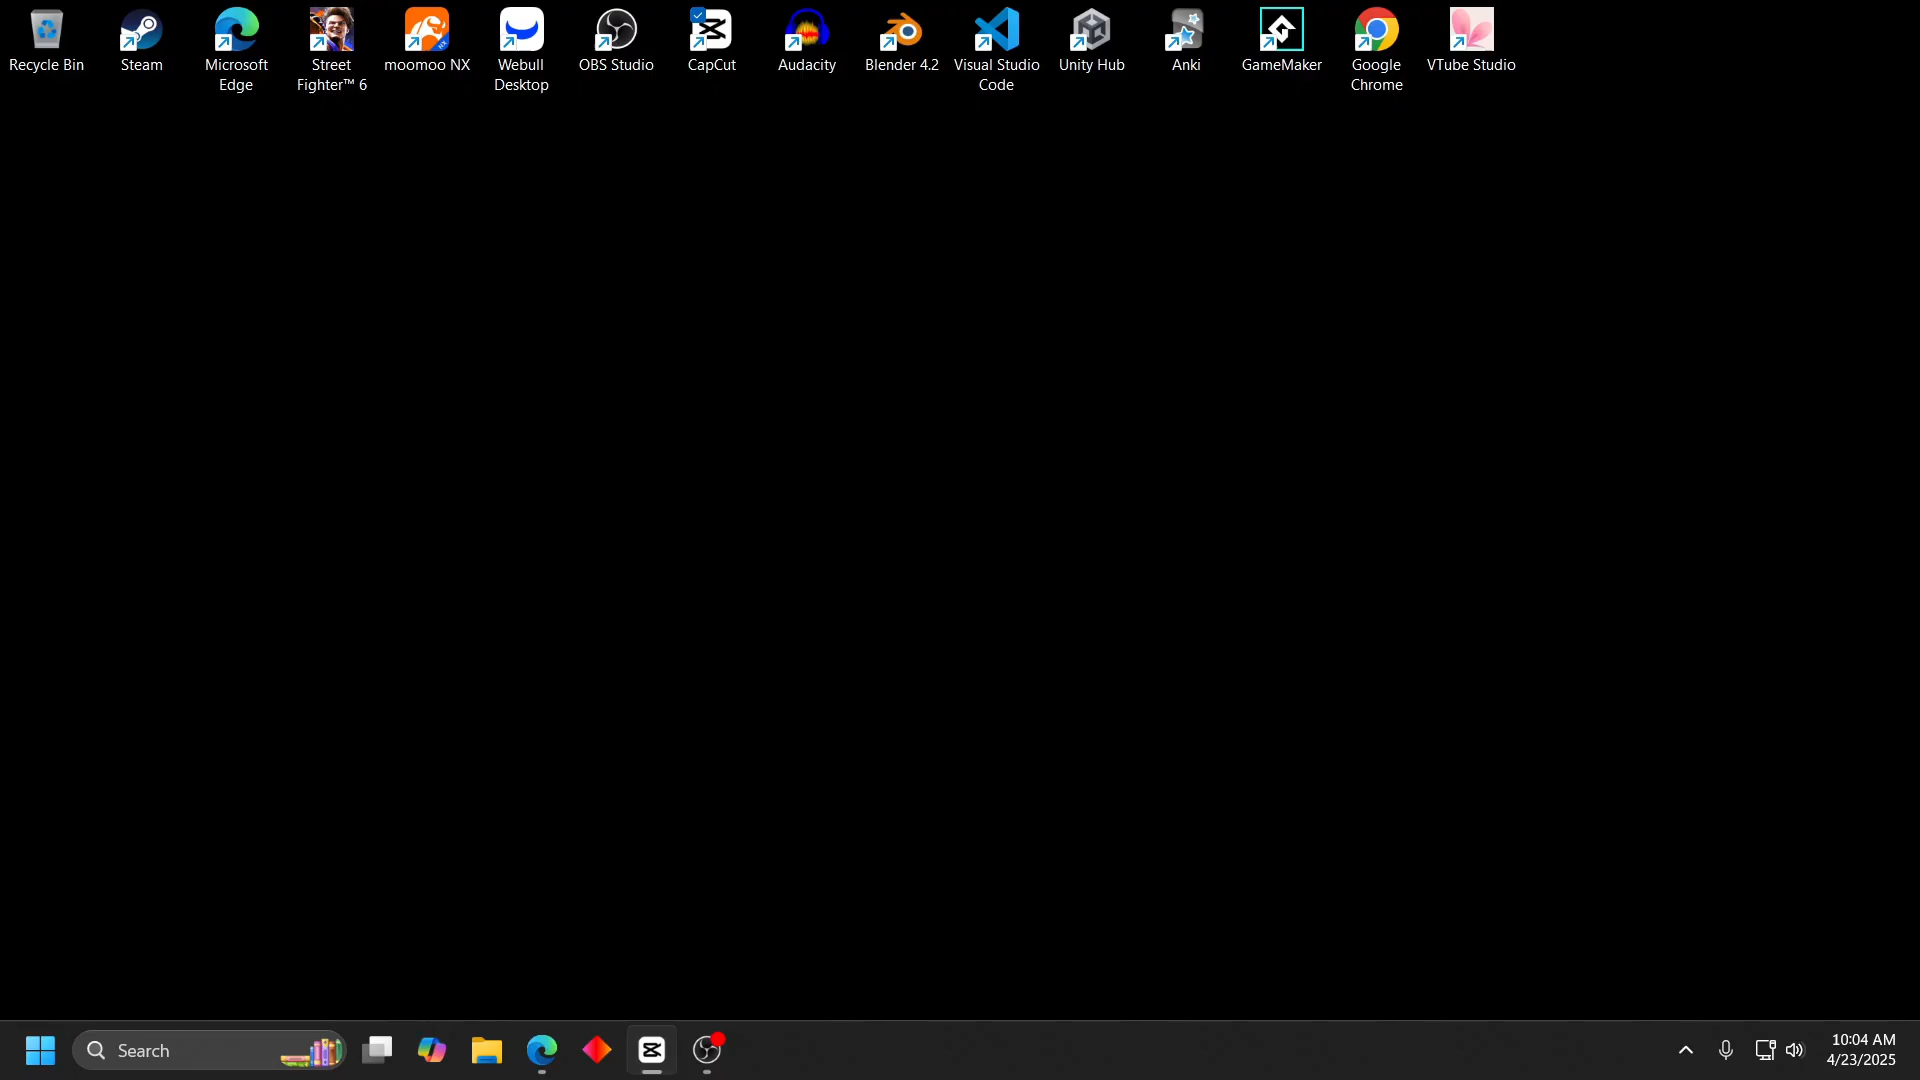 Recycle Bin
Steam
Microsoft
Edge
Street
Fighter™ 6
moomoo NX
Webull
Desktop
OBS Studio
CapCut
Audacity
Blender 4.2
Visual Studio
Code
Unity Hub
Anki
GameMaker
Google
Chrome
VTube Studio
Search
10:04 AM
4/23/2025